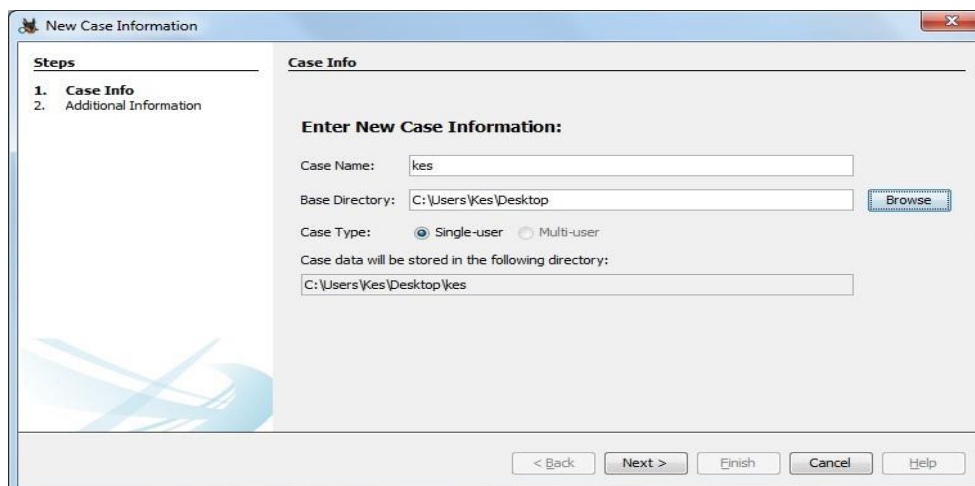 New Case Information
Steps
1. Case Info
2. Additional Information
Case Info
Enter New Case Information:
Case Name: kes
Base Directory: C:\Users\Kes\Desktop Browse
Case Type: Single-user Multi-user
Case data will be stored in the following directory:
C:\Users\Kes\Desktop\kes
< Back Next > Finish Cancel Help